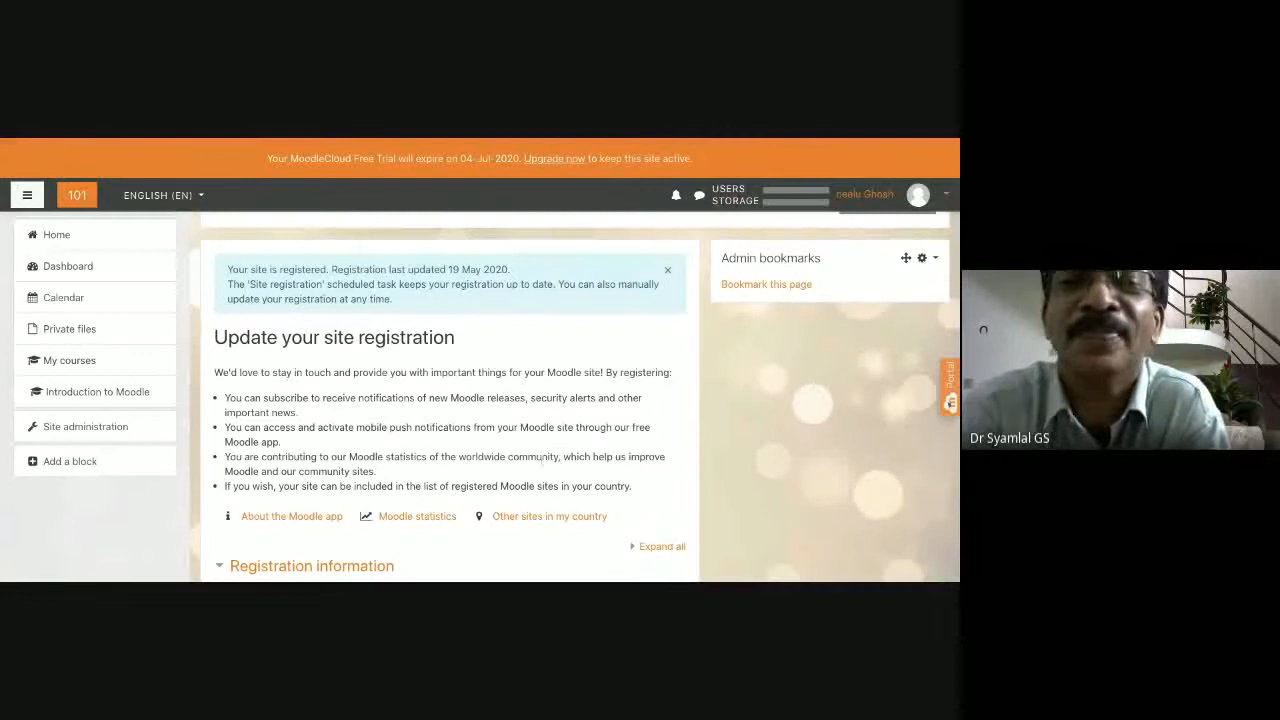 Your MoodleCloud Free Trial will expire on 04-Jul-2020. Upgrade now to keep this site active.
101 ENGLISH (EN) USERS STORAGE neelu Ghosh
Home
Dashboard
Calendar
Private files
My courses
Introduction to Moodle
Site administration
Add a block
Your site is registered. Registration last updated 19 May 2020.
The 'Site registration' scheduled task keeps your registration up to date. You can also manually
update your registration at any time.
Update your site registration
We'd love to stay in touch and provide you with important things for your Moodle site! By registering:
You can subscribe to receive notifications of new Moodle releases, security alerts and other
important news.
You can access and activate mobile push notifications from your Moodle site through our free
Moodle app.
You are contributing to our Moodle statistics of the worldwide community, which help us improve
Moodle and our community sites.
If you wish, your site can be included in the list of registered Moodle sites in your country.
About the Moodle app Moodle statistics Other sites in my country
Expand all
Registration information
Admin bookmarks
Bookmark this page
Portal
Dr Syamlal GS